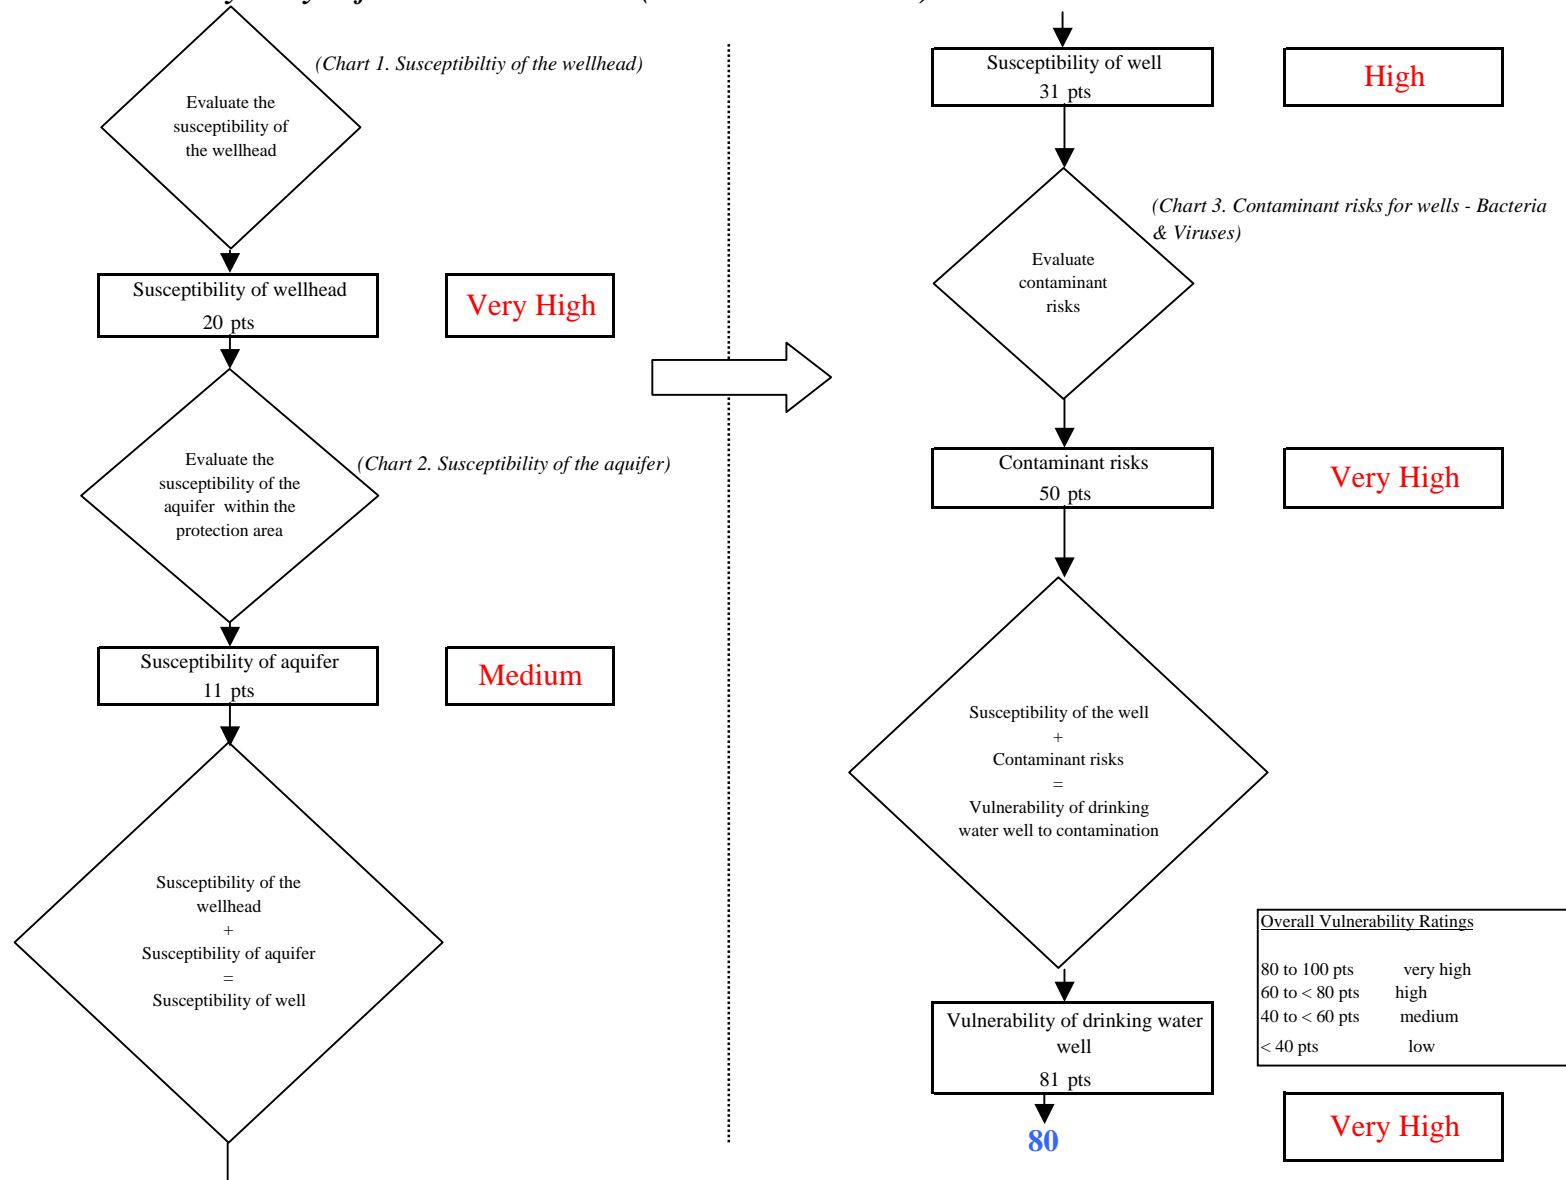 (Chart 1. Susceptibiltiy of the wellhead)
Evaluate the
susceptibility of
the wellhead
Susceptibility of wellhead
20 pts
Very High
Evaluate the
susceptibility of the
aquifer within the
protection area
(Chart 2. Susceptibility of the aquifer)
Susceptibility of aquifer
11 pts
Medium
Susceptibility of the
wellhead
+
Susceptibility of aquifer
=
Susceptibility of well
Susceptibility of well
31 pts
High
(Chart 3. Contaminant risks for wells - Bacteria
& Viruses)
Evaluate
contaminant
risks
Contaminant risks
50 pts
Very High
Susceptibility of the well
+
Contaminant risks
=
Vulnerability of drinking
water well to contamination
Overall Vulnerability Ratings
80 to 100 pts very high
60 to < 80 pts high
40 to < 60 pts medium
< 40 pts low
Vulnerability of drinking water
well
81 pts
80
Very High